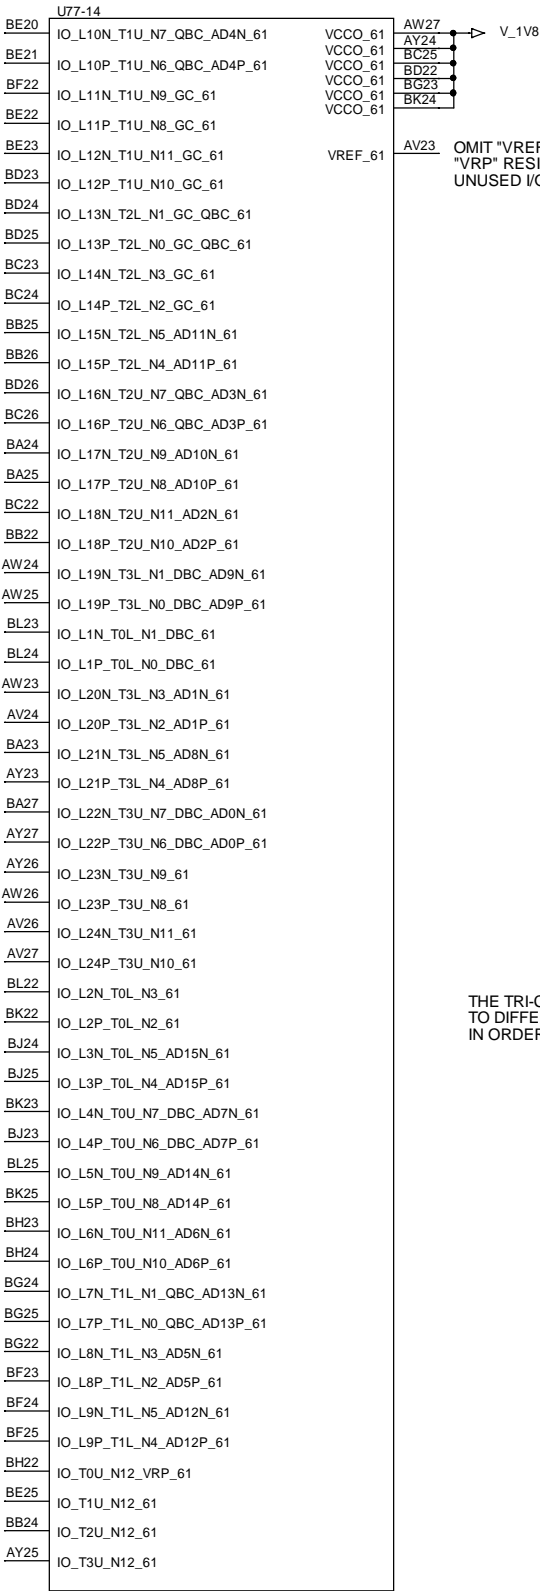 U77-14
BE20 IO_L10N_T1U_N7_QBC_AD4N_61 VCCO_61 AW27 V_1V8
BE21 IO_L10P_T1U_N6_QBC_AD4P_61 VCCO_61 AY24
BF22 IO_L11N_T1U_N9_GC_61 VCCO_61 BC25
BE22 IO_L11P_T1U_N8_GC_61 VCCO_61 BD22
VCCO_61 BG23
VCCO_61 BK24
BE23 IO_L12N_T1U_N11_GC_61 VREF_61 AV23 OMIT "VREF
BD23 IO_L12P_T1U_N10_GC_61 "VRP" RESI
UNUSED I/O
BD24 IO_L13N_T2L_N1_GC_QBC_61
BD25 IO_L13P_T2L_N0_GC_QBC_61
BC23 IO_L14N_T2L_N3_GC_61
BC24 IO_L14P_T2L_N2_GC_61
BB25 IO_L15N_T2L_N5_AD11N_61
BB26 IO_L15P_T2L_N4_AD11P_61
BD26 IO_L16N_T2U_N7_QBC_AD3N_61
BC26 IO_L16P_T2U_N6_QBC_AD3P_61
BA24 IO_L17N_T2U_N9_AD10N_61
BA25 IO_L17P_T2U_N8_AD10P_61
BC22 IO_L18N_T2U_N11_AD2N_61
BB22 IO_L18P_T2U_N10_AD2P_61
AW24 IO_L19N_T3L_N1_DBC_AD9N_61
AW25 IO_L19P_T3L_N0_DBC_AD9P_61
BL23 IO_L1N_T0L_N1_DBC_61
BL24 IO_L1P_T0L_N0_DBC_61
AW23 IO_L20N_T3L_N3_AD1N_61
AV24 IO_L20P_T3L_N2_AD1P_61
BA23 IO_L21N_T3L_N5_AD8N_61
AY23 IO_L21P_T3L_N4_AD8P_61
BA27 IO_L22N_T3U_N7_DBC_AD0N_61
AY27 IO_L22P_T3U_N6_DBC_AD0P_61
AY26 IO_L23N_T3U_N9_61
AW26 IO_L23P_T3U_N8_61
AV26 IO_L24N_T3U_N11_61
AV27 IO_L24P_T3U_N10_61
BL22 IO_L2N_T0L_N3_61 THE TRI-C
BK22 IO_L2P_T0L_N2_61 TO DIFFE
IN ORDER
BJ24 IO_L3N_T0L_N5_AD15N_61
BJ25 IO_L3P_T0L_N4_AD15P_61
BK23 IO_L4N_T0U_N7_DBC_AD7N_61
BJ23 IO_L4P_T0U_N6_DBC_AD7P_61
BL25 IO_L5N_T0U_N9_AD14N_61
BK25 IO_L5P_T0U_N8_AD14P_61
BH23 IO_L6N_T0U_N11_AD6N_61
BH24 IO_L6P_T0U_N10_AD6P_61
BG24 IO_L7N_T1L_N1_QBC_AD13N_61
BG25 IO_L7P_T1L_N0_QBC_AD13P_61
BG22 IO_L8N_T1L_N3_AD5N_61
BF23 IO_L8P_T1L_N2_AD5P_61
BF24 IO_L9N_T1L_N5_AD12N_61
BF25 IO_L9P_T1L_N4_AD12P_61
BH22 IO_T0U_N12_VRP_61
BE25 IO_T1U_N12_61
BB24 IO_T2U_N12_61
AY25 IO_T3U_N12_61